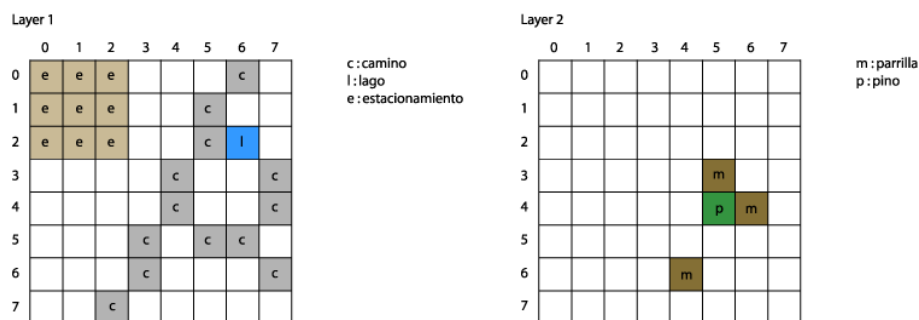 Layer 1
0 1 2 3 4 5 6 7
0 e e e c
1 e e e c
2 e e e c l
3 c c
4 c c
5 c c c
6 c c
7 c
c : camino
l : lago
e : estacionamiento
Layer 2
0 1 2 3 4 5 6 7
0
1
2
3 m
4 p m
5
6 m
7
m : parrilla
p : pino